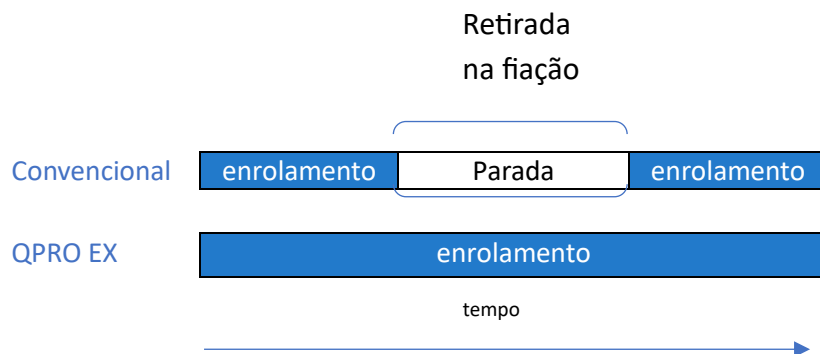 Retirada
na fiação
Convencional
enrolamento
Parada
enrolamento
QPRO EX
enrolamento
tempo